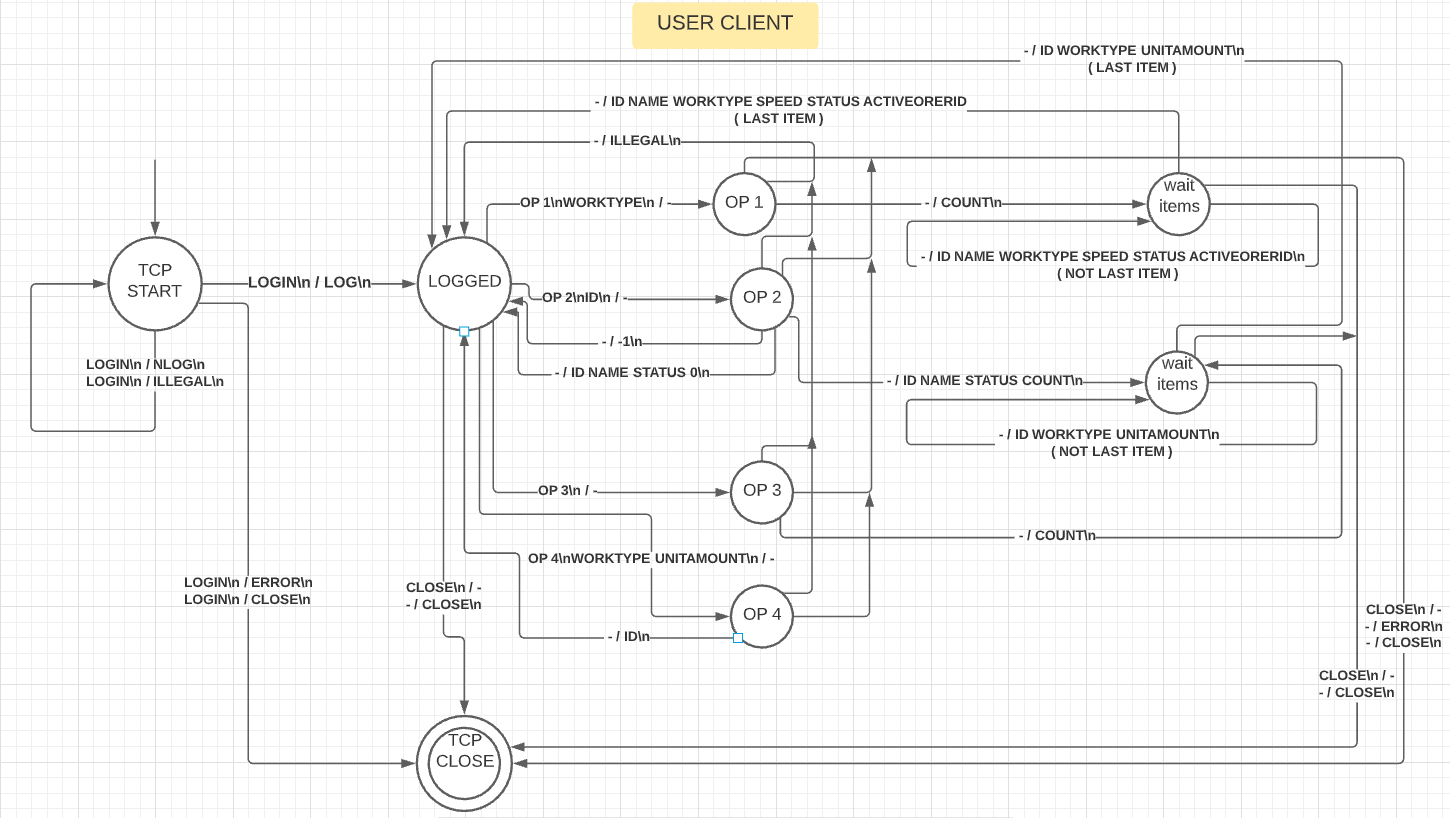 USER CLIENT
- / ID WORKTYPE UNITAMOUNT\n
( LAST ITEM )
- / ID NAME WORKTYPE SPEED STATUS ACTIVEORERID
( LAST ITEM )
- / ILLEGAL\n
OP 1\nWORKTYPE\n / -
OP 1
- / COUNT\n
wait
items
- / ID NAME WORKTYPE SPEED STATUS ACTIVEORERID\n
( NOT LAST ITEM )
TCP
START
LOGIN\n / LOG\n
LOGGED
OP 2\nID\n / -
OP 2
- / -1\n
- / ID NAME STATUS 0\n
- / ID NAME STATUS COUNT\n
wait
items
LOGIN\n / NLOG\n
LOGIN\n / ILLEGAL\n
- / ID WORKTYPE UNITAMOUNT\n
( NOT LAST ITEM )
OP 3\n / -
OP 3
- / COUNT\n
OP 4\nWORKTYPE UNITAMOUNT\n / -
LOGIN\n / ERROR\n
LOGIN\n / CLOSE\n
CLOSE\n / -
- / CLOSE\n
OP 4
- / ID\n
CLOSE\n / -
- / ERROR\n
- / CLOSE\n
CLOSE\n / -
- / CLOSE\n
TCP
CLOSE